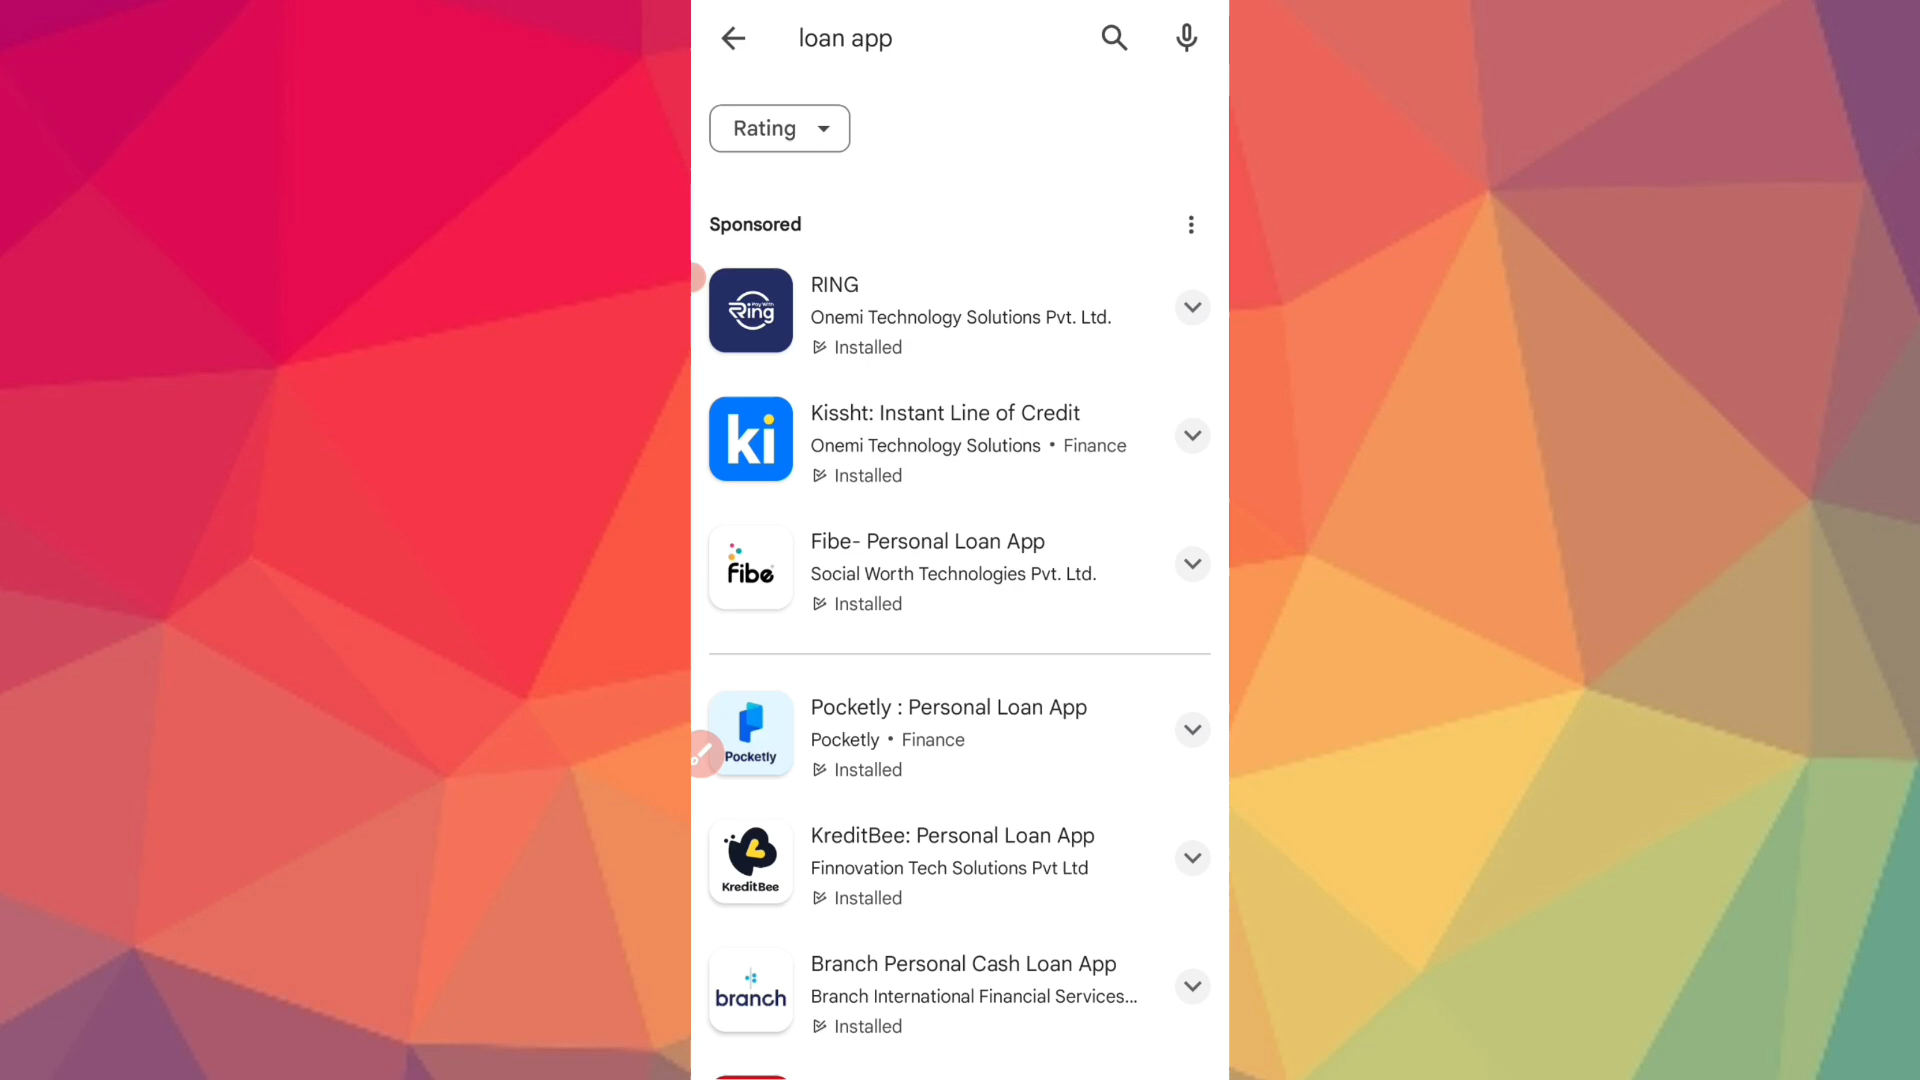 loan app
Rating
Sponsored
Pay With
Ring
RING
Onemi Technology Solutions Pvt. Ltd.
Installed
ki
Kissht: Instant Line of Credit
Onemi Technology Solutions • Finance
Installed
fibe
Fibe- Personal Loan App
Social Worth Technologies Pvt. Ltd.
Installed
Pocketly
Pocketly : Personal Loan App
Pocketly • Finance
Installed
KreditBee
KreditBee: Personal Loan App
Finnovation Tech Solutions Pvt Ltd
Installed
branch
Branch Personal Cash Loan App
Branch International Financial Services...
Installed